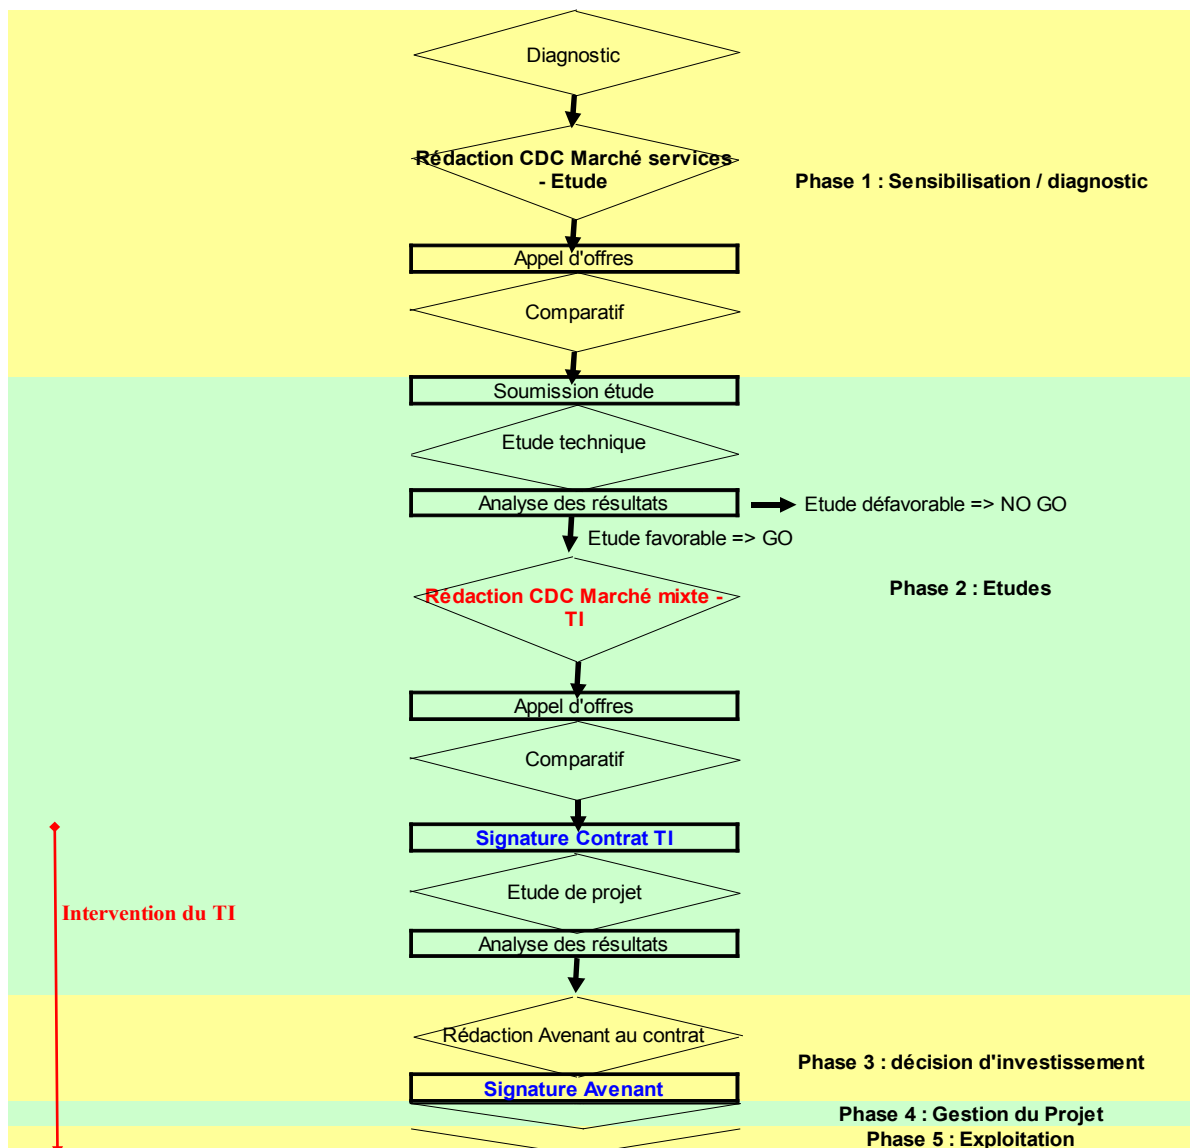 Diagnostic
Rédaction CDC Marché services
- Etude
Phase 1 : Sensibilisation / diagnostic
Appel d'offres
Comparatif
Soumission étude
Etude technique
Analyse des résultats
Etude défavorable => NO GO
Etude favorable => GO
Phase 2 : Etudes
Rédaction CDC Marché mixte -
TI
Appel d'offres
Comparatif
Signature Contrat TI
Etude de projet
Intervention du TI
Analyse des résultats
Rédaction Avenant au contrat
Phase 3 : décision d'investissement
Signature Avenant
Phase 4 : Gestion du Projet
Phase 5 : Exploitation